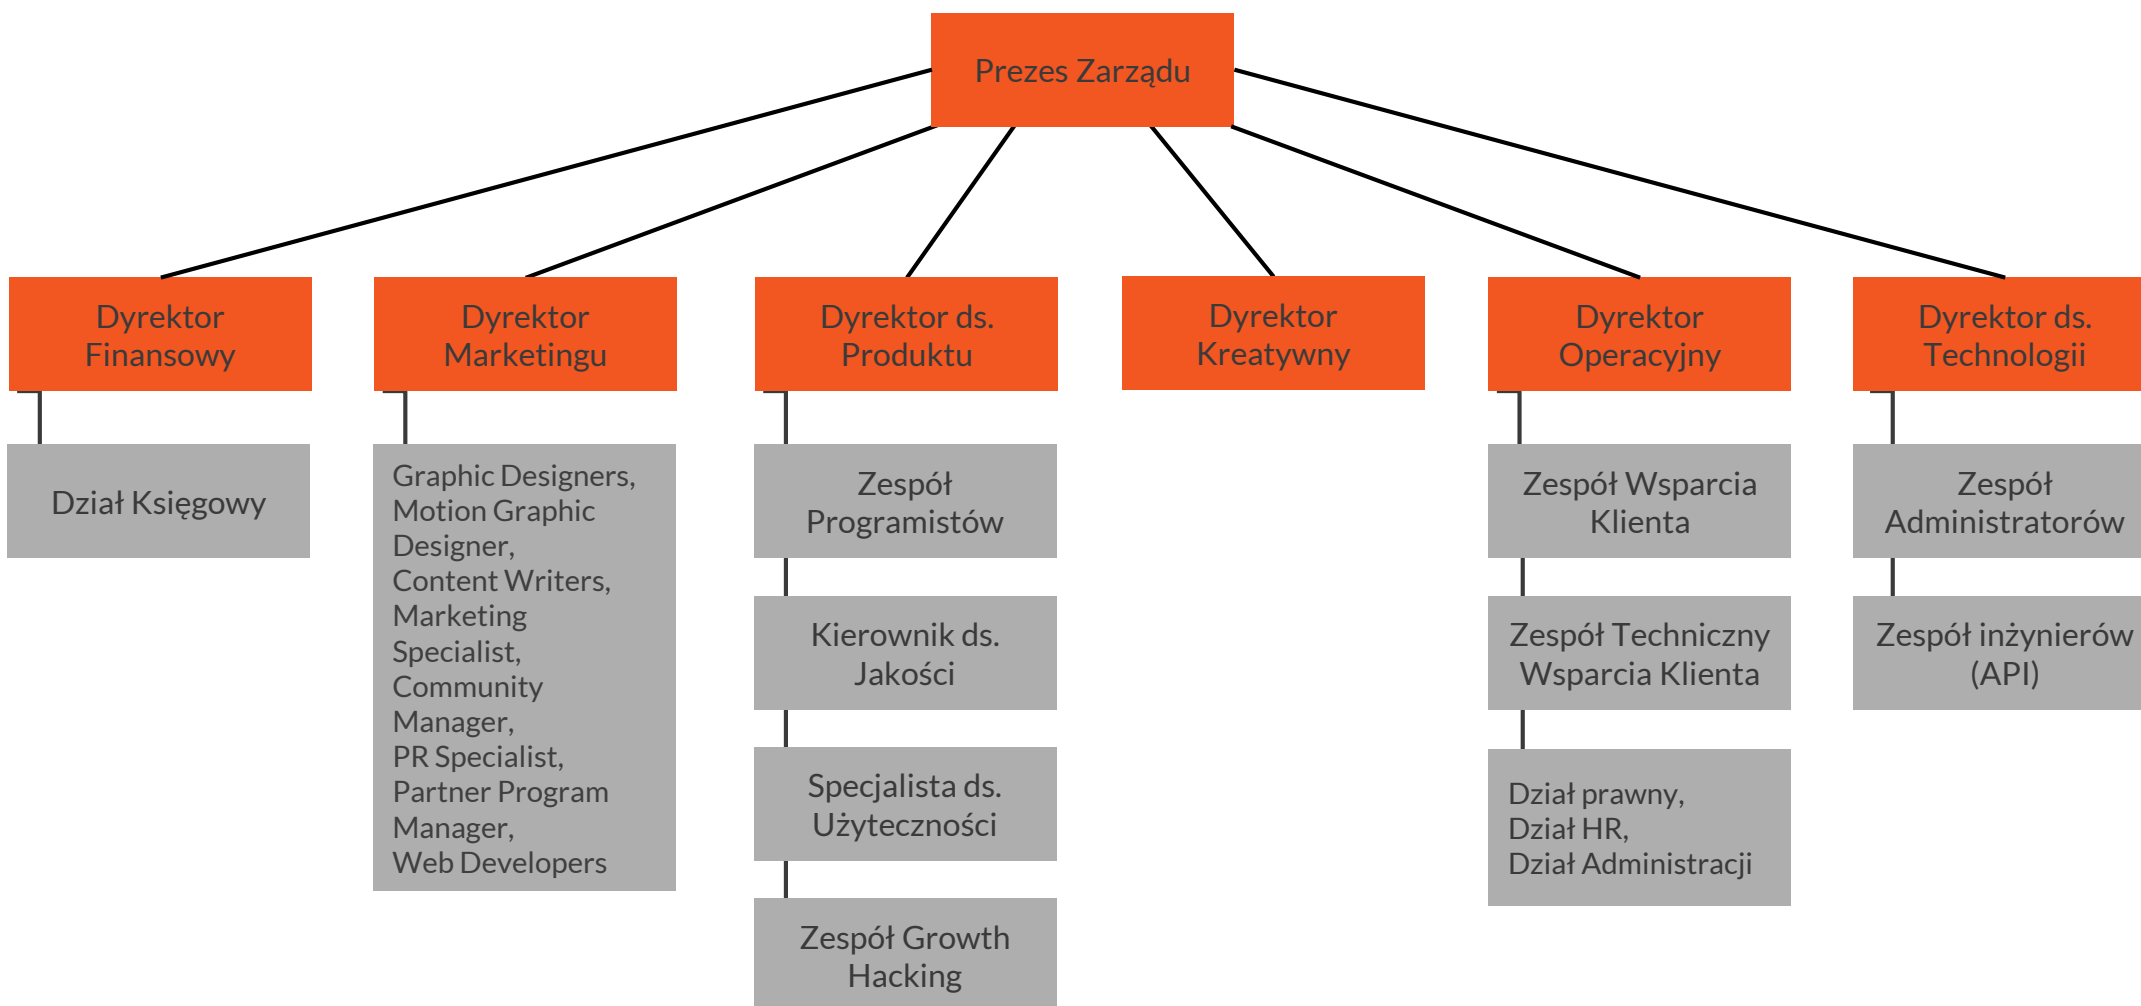 Prezes Zarządu
Dyrektor
Finansowy
Dyrektor
Marketingu
Dyrektor ds.
Produktu
Dyrektor
Kreatywny
Dyrektor
Operacyjny
Dyrektor ds.
Technologii
Dział Księgowy
Graphic Designers,
Motion Graphic
Designer,
Content Writers,
Marketing
Specialist,
Community
Manager,
PR Specialist,
Partner Program
Manager,
Web Developers
Zespół
Programistów
Kierownik ds.
Jakości
Specjalista ds.
Użyteczności
Zespół Growth
Hacking
Zespół Wsparcia
Klienta
Zespół Techniczny
Wsparcia Klienta
Dział prawny,
Dział HR,
Dział Administracji
Zespół
Administratorów
Zespół inżynierów
(API)